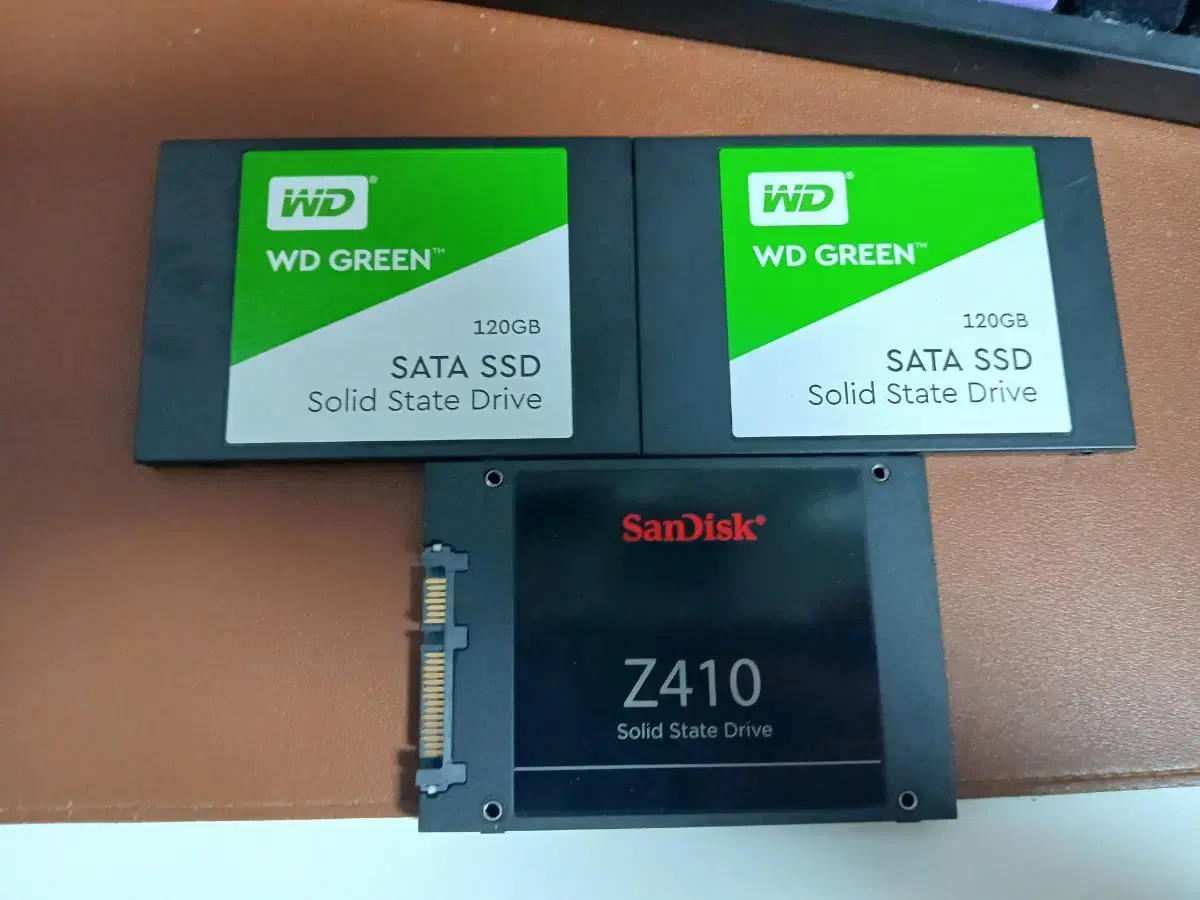 WD®
WD GREEN™
120GB
SATA SSD
Solid State Drive
WD®
WD GREEN™
120GB
SATA SSD
Solid State Drive
SanDisk®
Z410
Solid State Drive